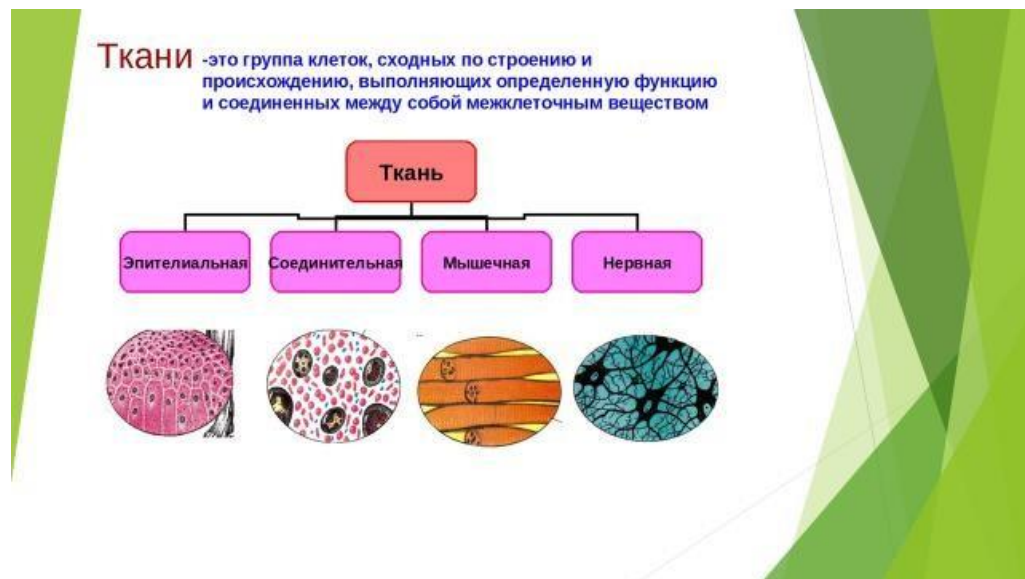 Ткани -это группа клеток, сходных по строению и
происхождению, выполняющих определенную функцию
и соединенных между собой межклеточным веществом
Ткань
Эпителиальная Соединительная Мышечная Нервная